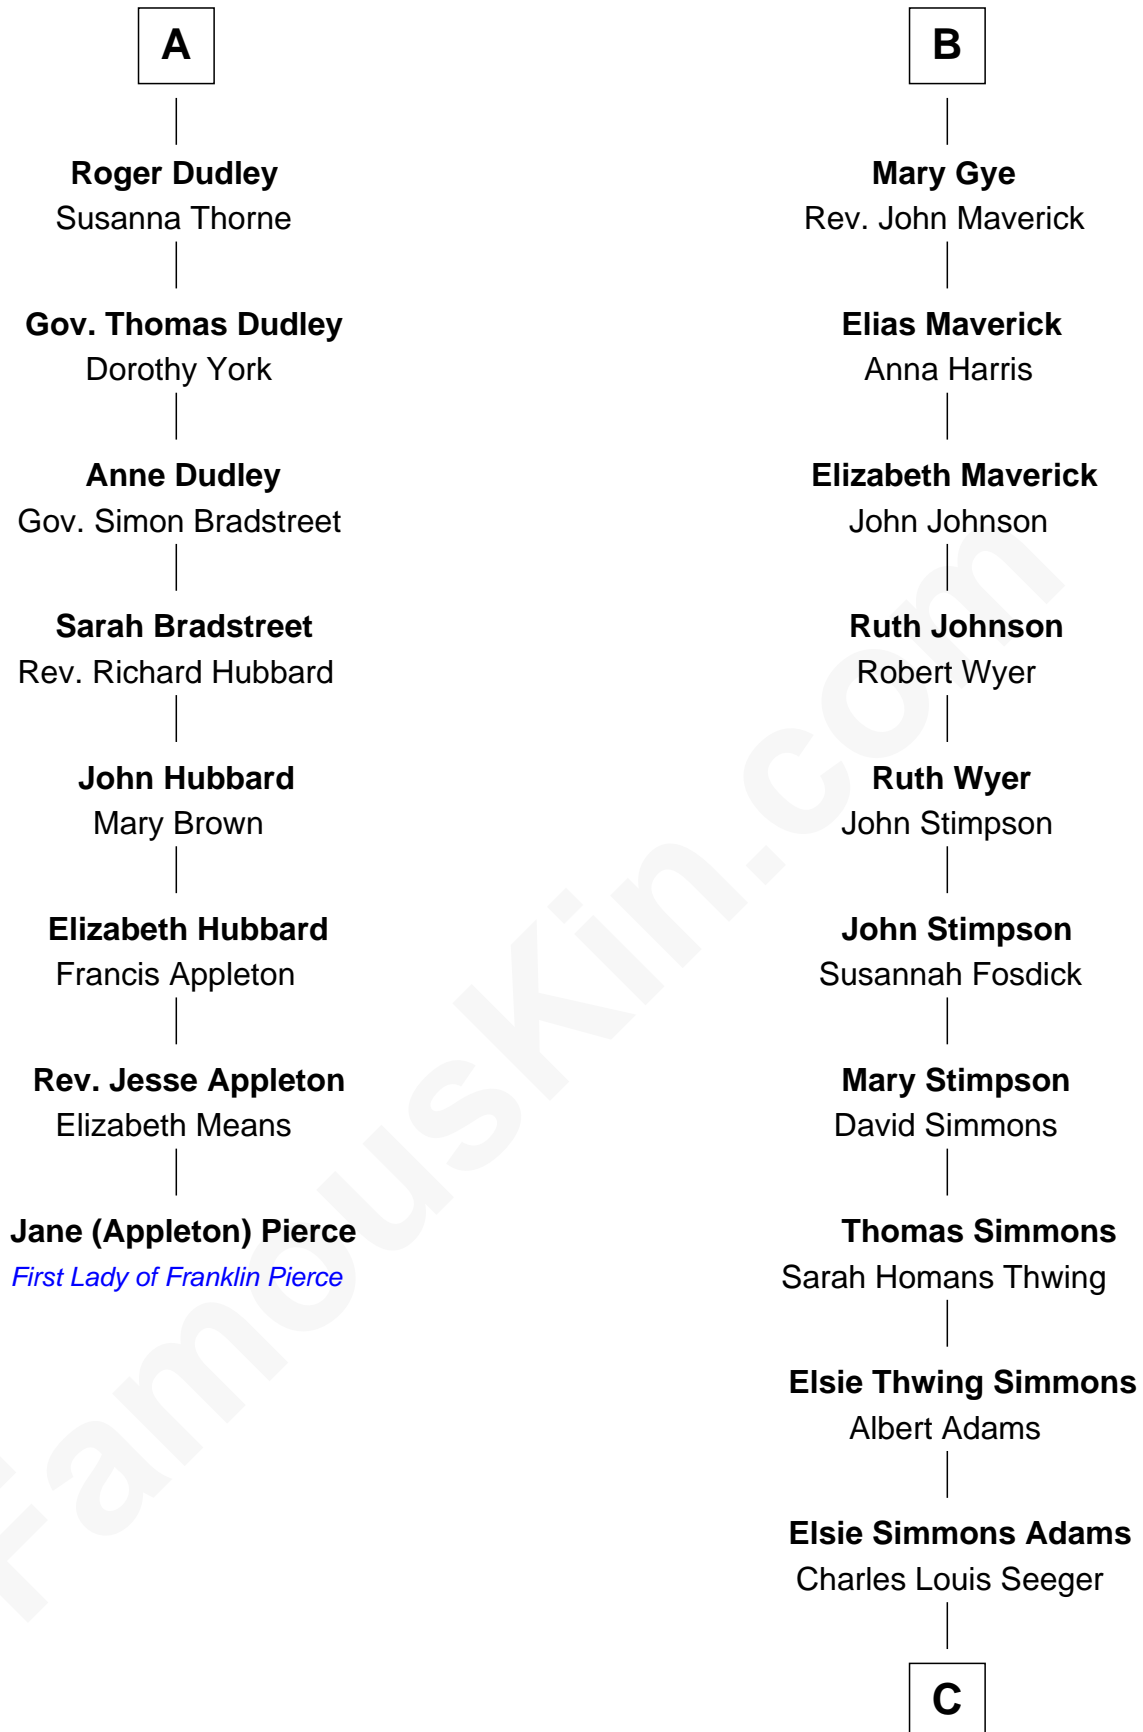 A
Roger Dudley
Susanna Thorne
Gov. Thomas Dudley
Dorothy York
Anne Dudley
Gov. Simon Bradstreet
Sarah Bradstreet
Rev. Richard Hubbard
John Hubbard
Mary Brown
Elizabeth Hubbard
Francis Appleton
Rev. Jesse Appleton
Elizabeth Means
Jane (Appleton) Pierce
First Lady of Franklin Pierce
B
Mary Gye
Rev. John Maverick
Elias Maverick
Anna Harris
Elizabeth Maverick
John Johnson
Ruth Johnson
Robert Wyer
Ruth Wyer
John Stimpson
John Stimpson
Susannah Fosdick
Mary Stimpson
David Simmons
Thomas Simmons
Sarah Homans Thwing
Elsie Thwing Simmons
Albert Adams
Elsie Simmons Adams
Charles Louis Seeger
C
FamousKin.com